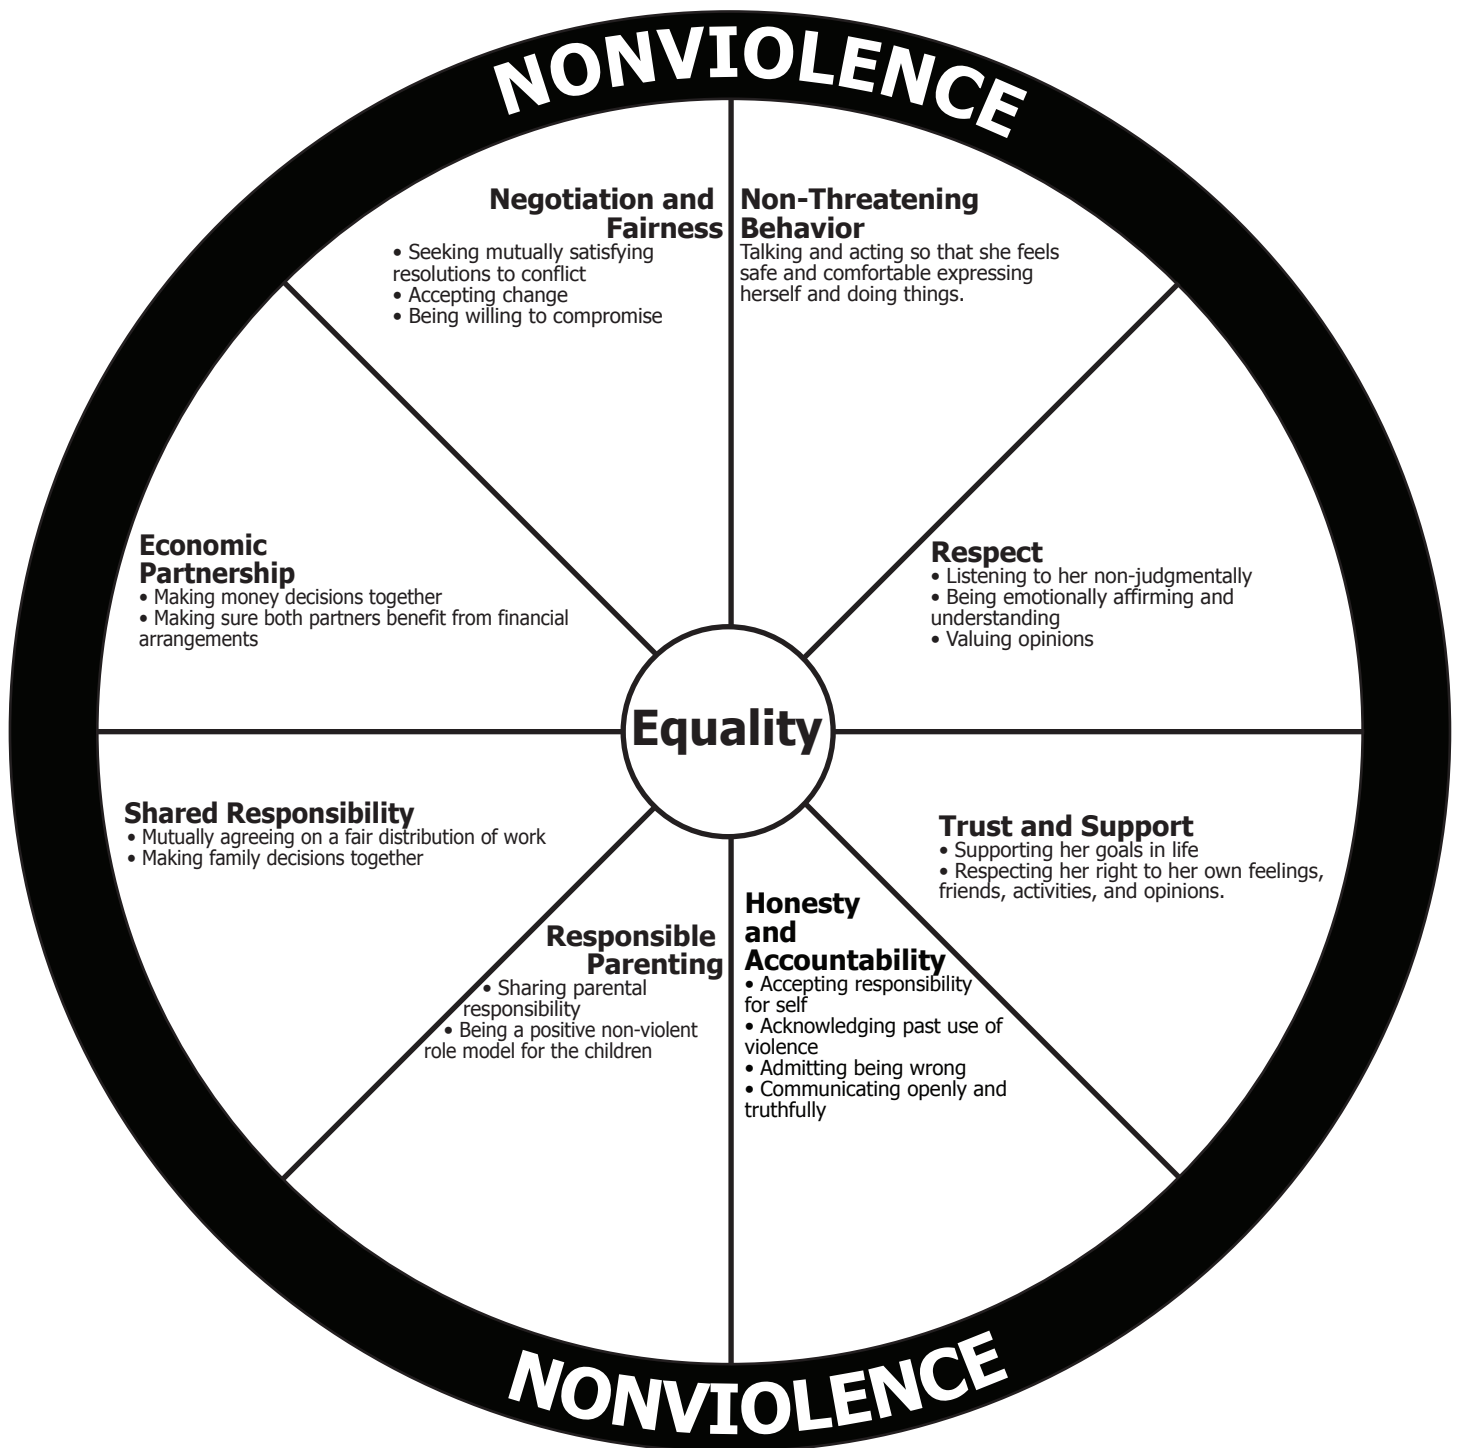 NONVIOLENCE
Negotiation and
Fairness
• Seeking mutually satisfying
resolutions to conflict
• Accepting change
• Being willing to compromise
Non-Threatening
Behavior
Talking and acting so that she feels
safe and comfortable expressing
herself and doing things.
Economic
Partnership
• Making money decisions together
• Making sure both partners benefit from financial
arrangements
Respect
• Listening to her non-judgmentally
• Being emotionally affirming and
understanding
• Valuing opinions
Equality
Shared Responsibility
• Mutually agreeing on a fair distribution of work
• Making family decisions together
Trust and Support
• Supporting her goals in life
• Respecting her right to her own feelings,
friends, activities, and opinions.
Responsible
Parenting
• Sharing parental
responsibility
• Being a positive non-violent
role model for the children
Honesty
and
Accountability
• Accepting responsibility
for self
• Acknowledging past use of
violence
• Admitting being wrong
• Communicating openly and
truthfully
NONVIOLENCE